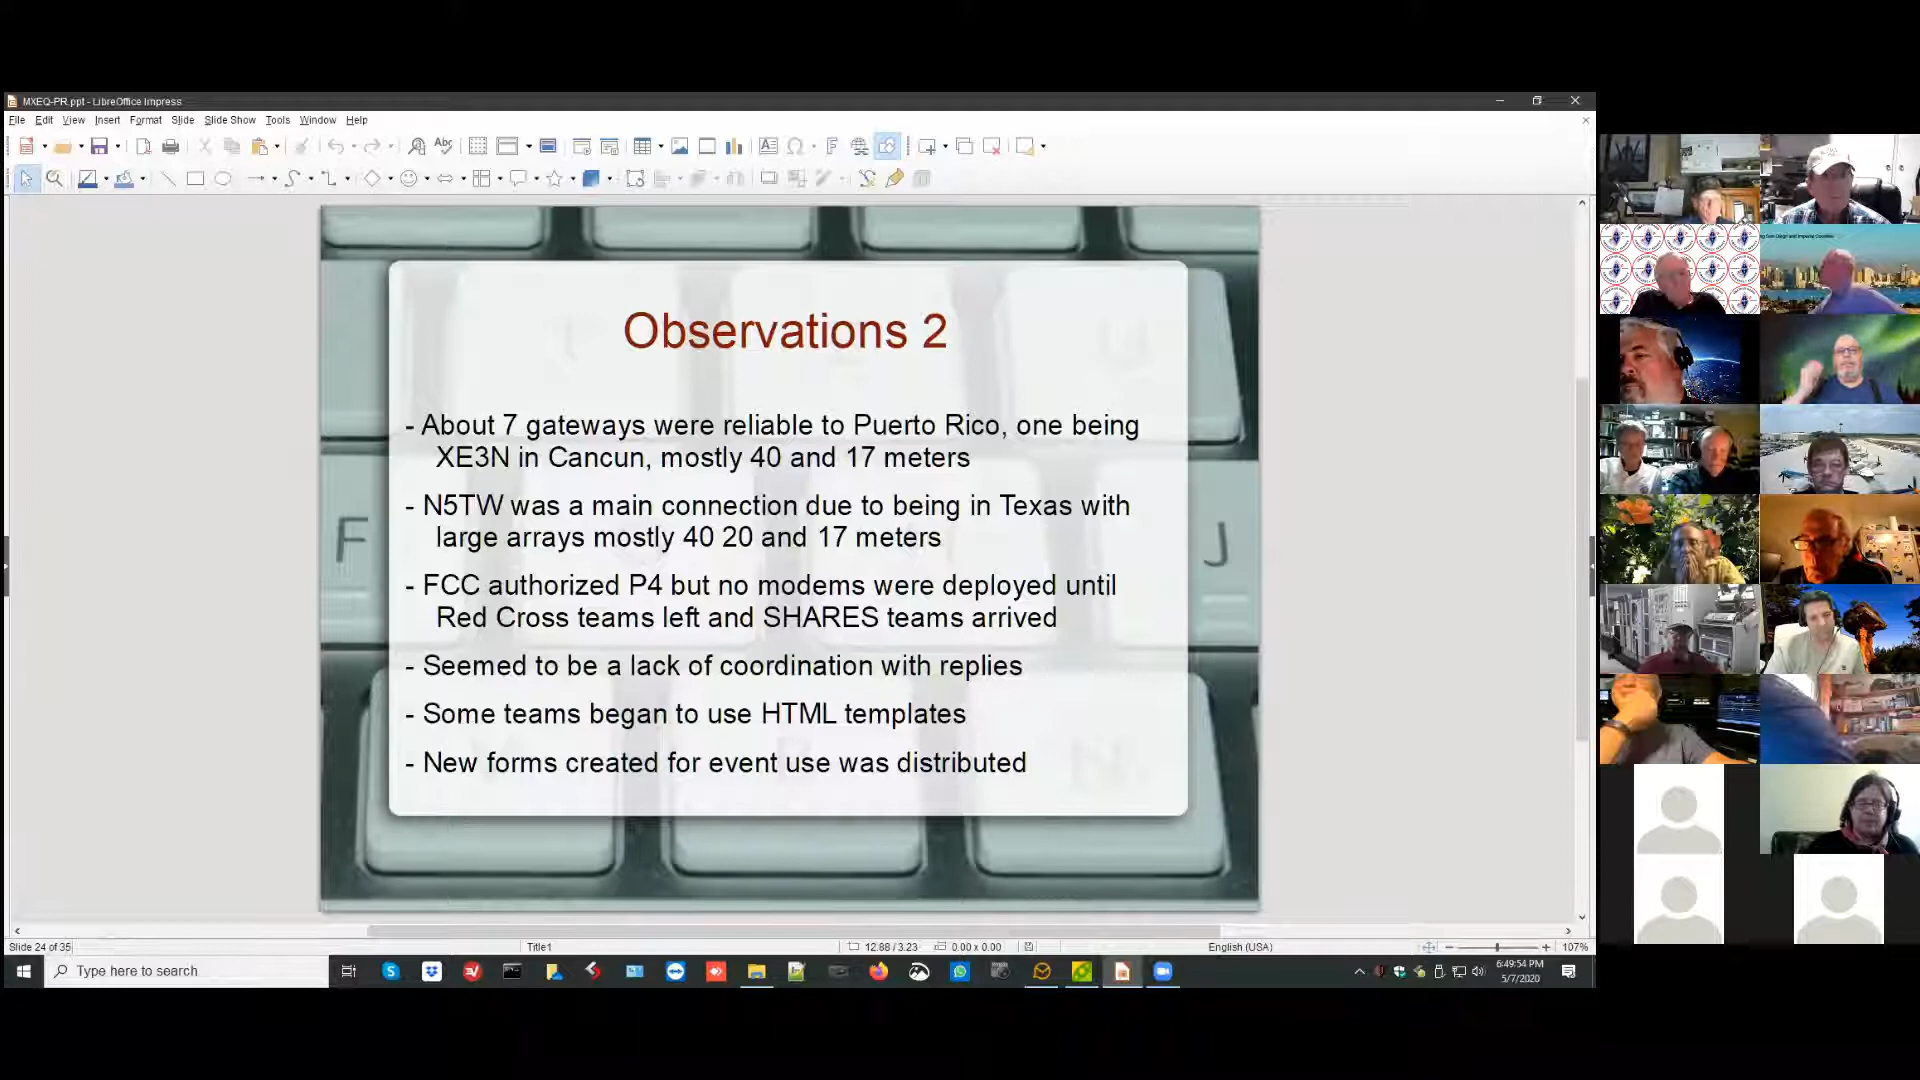 MXEQ-PR.ppt - LibreOffice Impress
File Edit View Insert Format Slide Slide Show Tools Window Help
Observations 2
- About 7 gateways were reliable to Puerto Rico, one being
XE3N in Cancun, mostly 40 and 17 meters
- N5TW was a main connection due to being in Texas with
large arrays mostly 40 20 and 17 meters
- FCC authorized P4 but no modems were deployed until
Red Cross teams left and SHARES teams arrived
- Seemed to be a lack of coordination with replies
- Some teams began to use HTML templates
- New forms created for event use was distributed
F
J
Slide 24 of 35 Title1 12.88 / 3.23 0.00 x 0.00 English (USA) 107%
Type here to search
6:49:54 PM
5/7/2020
San Diego and Imperial Counties